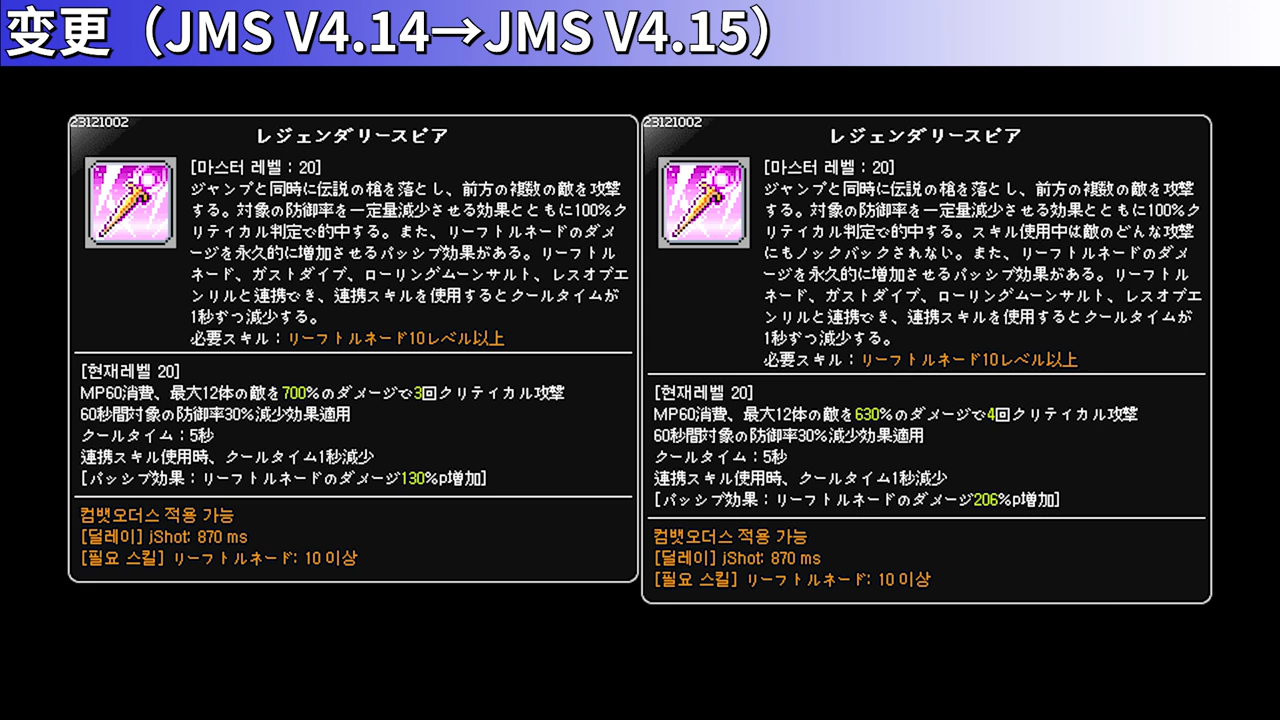 変更（JMS V4.14→JMS V4.15）
23121002
レジェンダリースピア
[마스터 레벨 : 20]
ジャンプと同時に伝説の槍を落とし、前方の複数の敵を攻撃
する。対象の防御率を一定量減少させる効果とともに100%ク
リティカル判定で的中する。また、リーフトルネードのダメ
ージを永久的に増加させるパッシブ効果がある。リーフトル
ネード、ガストダイブ、ローリングムーンサルト、レスオブエ
ンリルと連携でき、連携スキルを使用するとクールタイムが
1秒ずつ減少する。
必要スキル：リーフトルネード10レベル以上
[현재레벨 20]
MP60消費、最大12体の敵を700%のダメージで3回クリティカル攻撃
60秒間対象の防御率30%減少効果適用
クールタイム：5秒
連携スキル使用時、クールタイム1秒減少
[パッシブ効果：リーフトルネードのダメージ130%p増加]
컴뱃오더스 적용 가능
[딜레이] jShot: 870 ms
[필요 스킬] リーフトルネード: 10 이상
23121002
レジェンダリースピア
[마스터 레벨 : 20]
ジャンプと同時に伝説の槍を落とし、前方の複数の敵を攻撃
する。対象の防御率を一定量減少させる効果とともに100%ク
リティカル判定で的中する。スキル使用中は敵のどんな攻撃
にもノックバックされない。また、リーフトルネードのダメ
ージを永久的に増加させるパッシブ効果がある。リーフトル
ネード、ガストダイブ、ローリングムーンサルト、レスオブエ
ンリルと連携でき、連携スキルを使用するとクールタイムが
1秒ずつ減少する。
必要スキル：リーフトルネード10レベル以上
[현재레벨 20]
MP60消費、最大12体の敵を630%のダメージで4回クリティカル攻撃
60秒間対象の防御率30%減少効果適用
クールタイム：5秒
連携スキル使用時、クールタイム1秒減少
[パッシブ効果：リーフトルネードのダメージ206%p増加]
컴뱃오더스 적용 가능
[딜레이] jShot: 870 ms
[필요 스킬] リーフトルネード: 10 이상